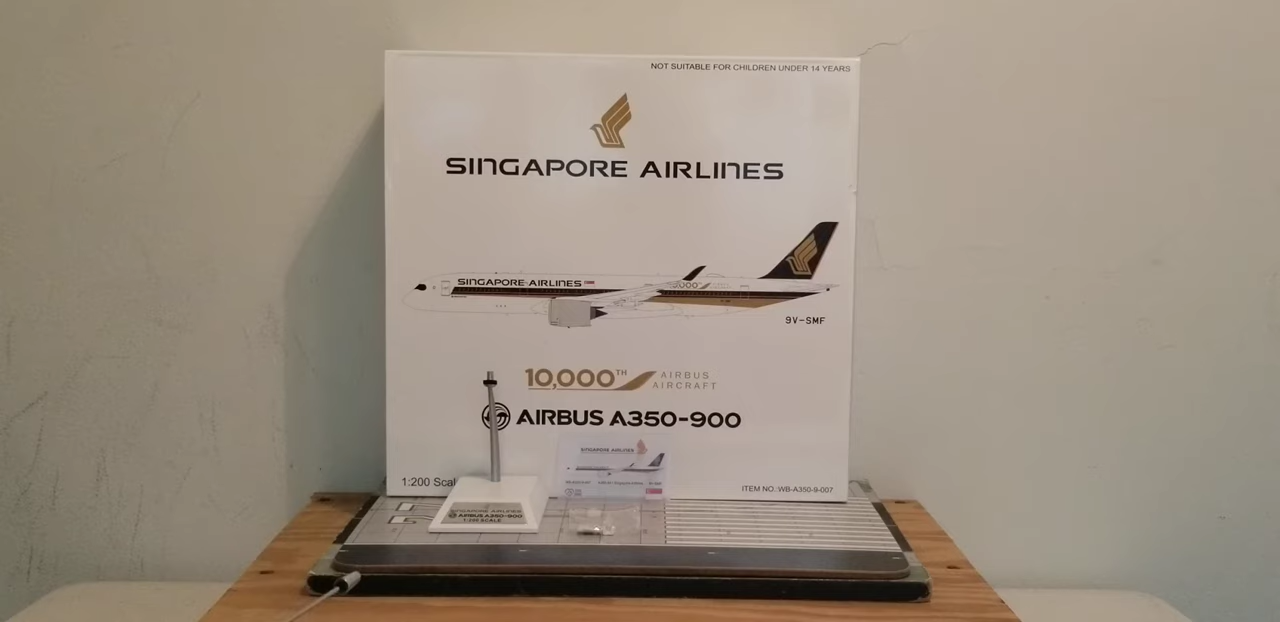 NOT SUITABLE FOR CHILDREN UNDER 14 YEARS
SINGAPORE AIRLINES
SINGAPORE AIRLINES
10,000
9V-SMF
10,000TH AIRBUS
AIRCRAFT
AIRBUS A350-900
SINGAPORE AIRLINES
1:200 Scal
ITEM NO.:WB-A350-9-007
SINGAPORE AIRLINES
AIRBUS A350-900
1:200 SCALE